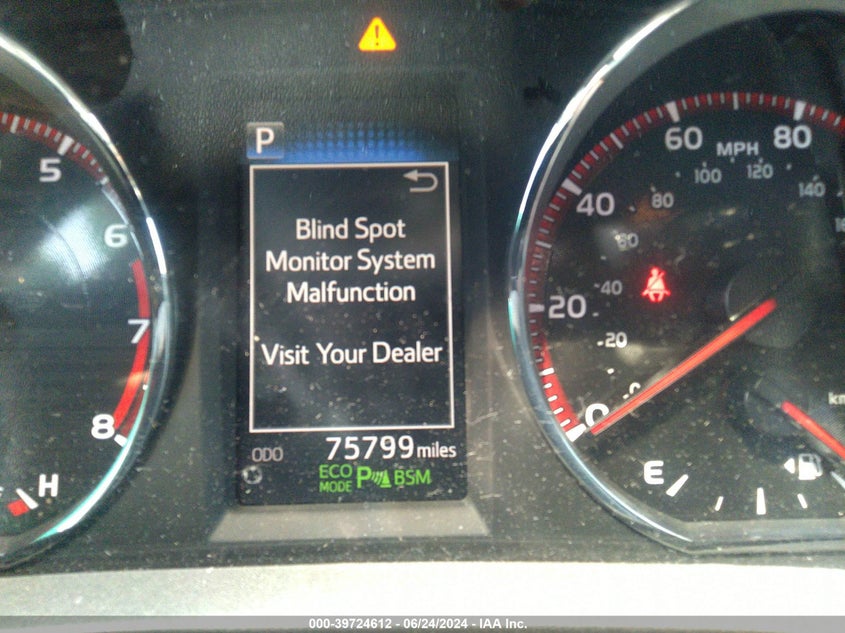 P
Blind Spot
Monitor System
Malfunction
Visit Your Dealer
ODO 75799 miles
ECO
MODE
P
BSM
5
6
7
8
H
0
20
40
60
80
MPH
20
40
60
80
100
120
140
E
000-39724612 / 06/24/2024 - IAA Inc.